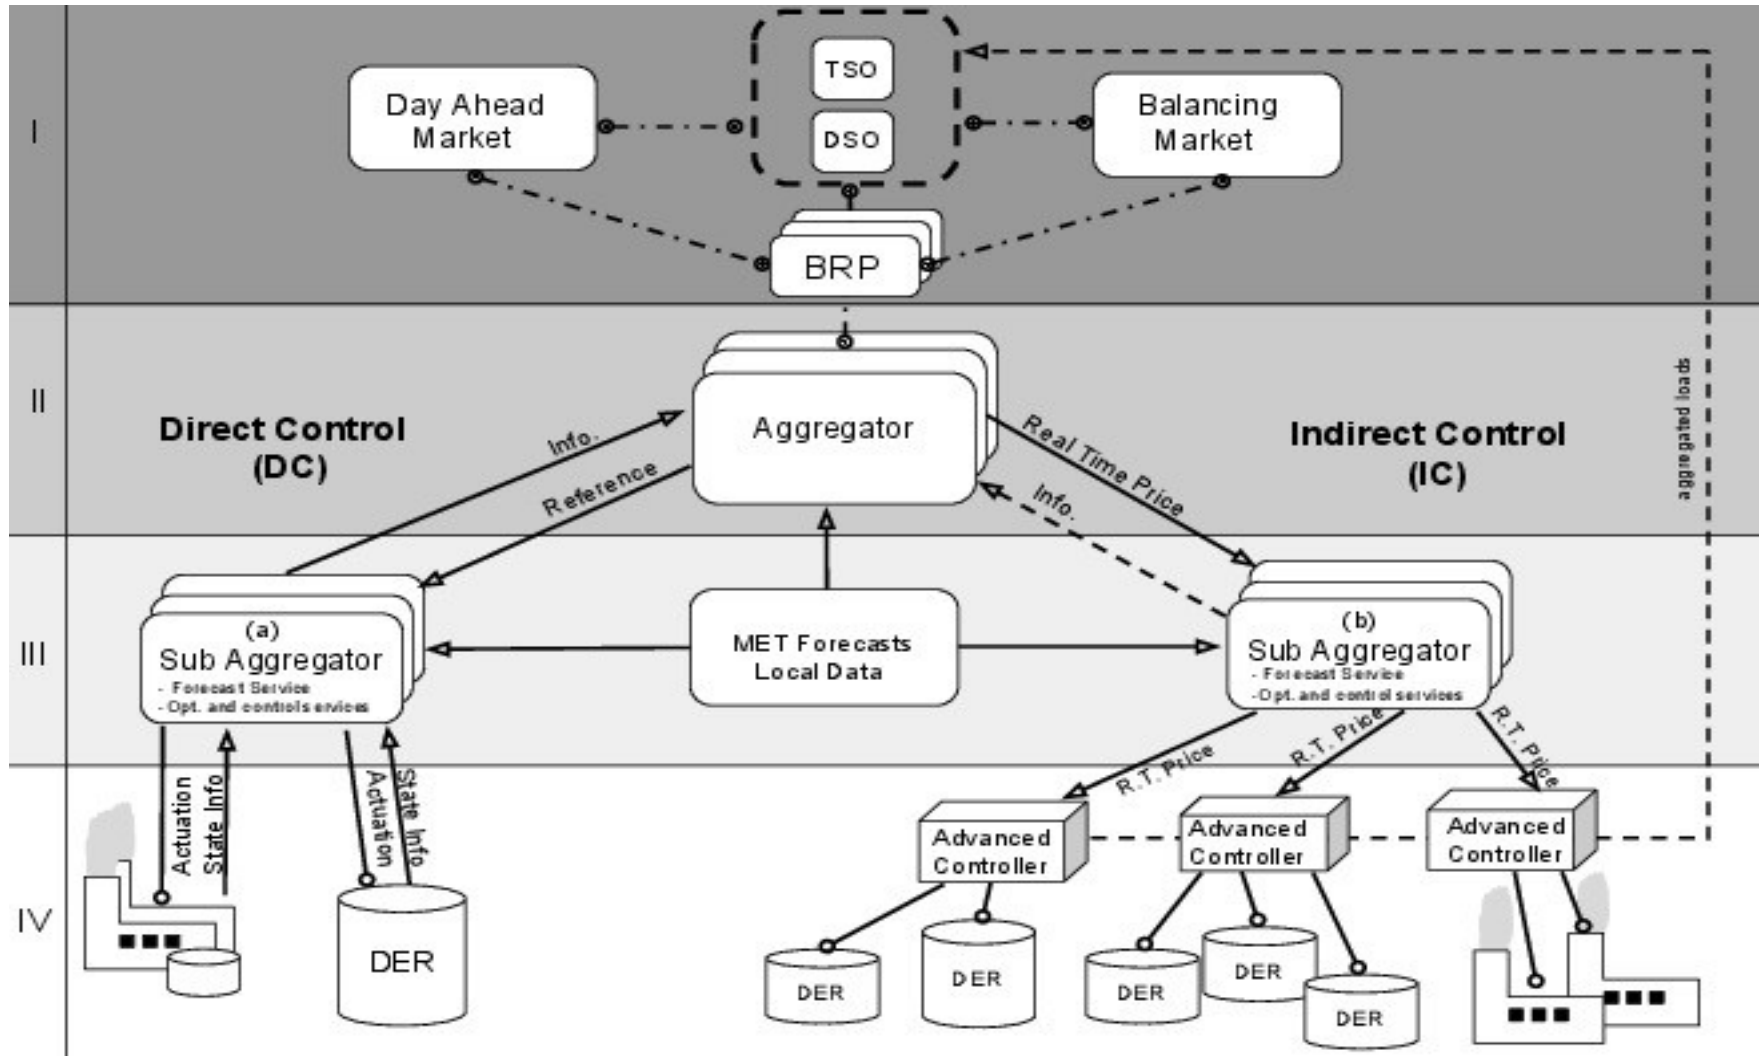 I
TSO
DSO
Day Ahead
Market
Balancing
Market
BRP
II
Direct Control
(DC)
Info.
Reference
Aggregator
Real Time Price
Info.
Indirect Control
(IC)
aggregated loads
III
(a)
Sub Aggregator
- Forecast Service
- Opt. and control services
MET Forecasts
Local Data
(b)
Sub Aggregator
- Forecast Service
- Opt. and control services
R.T. Price
R.T. Price
R.T. Price
IV
Actuation
State Info
Actuation
State Info
DER
Advanced
Controller
Advanced
Controller
Advanced
Controller
DER
DER
DER
DER
DER